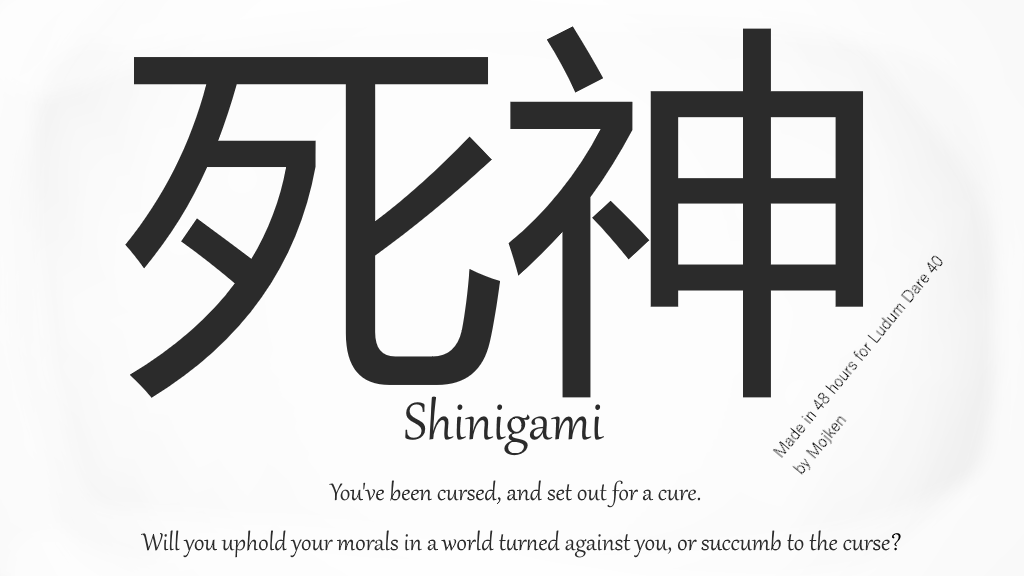 死神
Shinigami
Made in 48 hours for Ludum Dare 40
by Mojken
You've been cursed, and set out for a cure.
Will you uphold your morals in a world turned against you, or succumb to the curse?